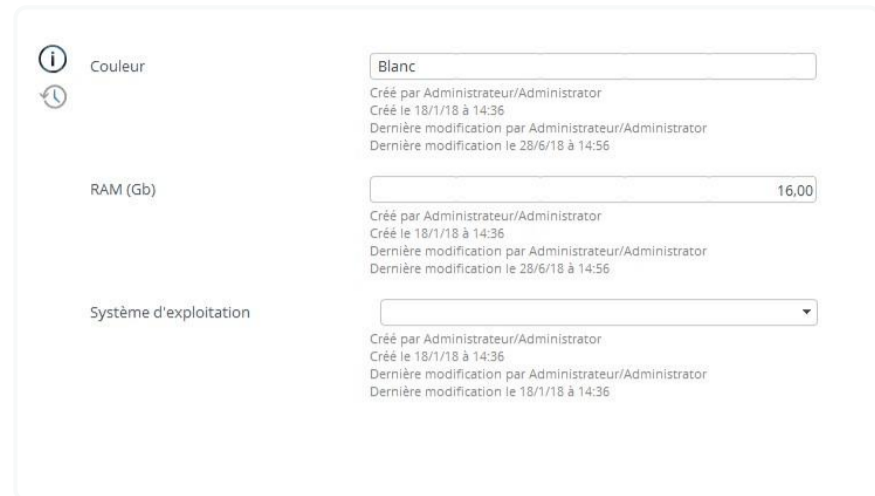 Couleur
Blanc
Créé par Administrateur/Administrator
Créé le 18/1/18 à 14:36
Dernière modification par Administrateur/Administrator
Dernière modification le 28/6/18 à 14:56
RAM (Gb)
16,00
Créé par Administrateur/Administrator
Créé le 18/1/18 à 14:36
Dernière modification par Administrateur/Administrator
Dernière modification le 28/6/18 à 14:56
Système d'exploitation
Créé par Administrateur/Administrator
Créé le 18/1/18 à 14:36
Dernière modification par Administrateur/Administrator
Dernière modification le 18/1/18 à 14:36